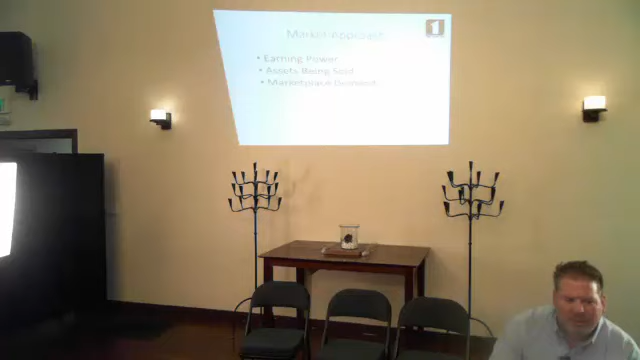 Market Approach
• Earning Power
• Assets Being Sold
• Marketplace Demand
1